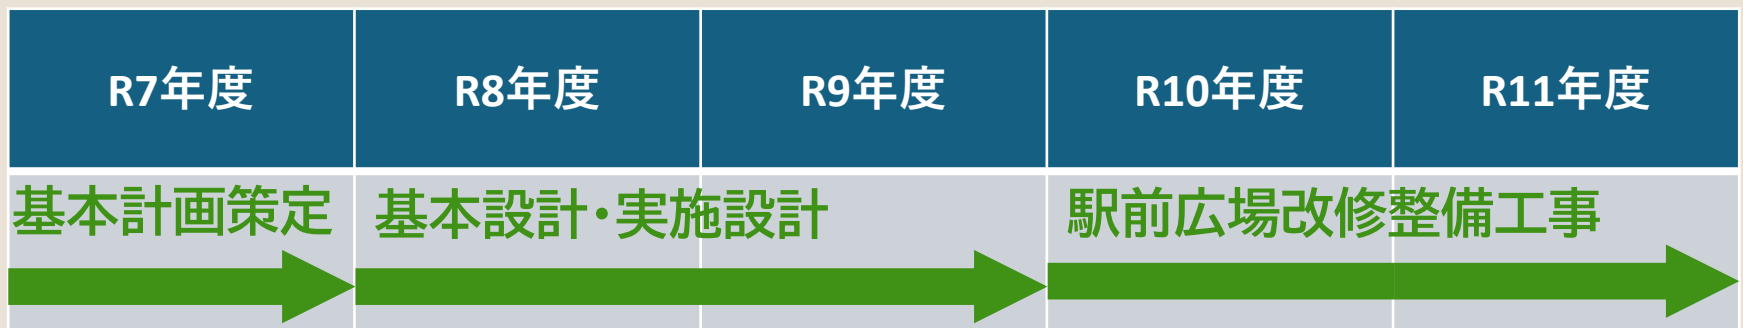 R7年度 R8年度 R9年度 R10年度 R11年度
基本計画策定 基本設計・実施設計 駅前広場改修整備工事